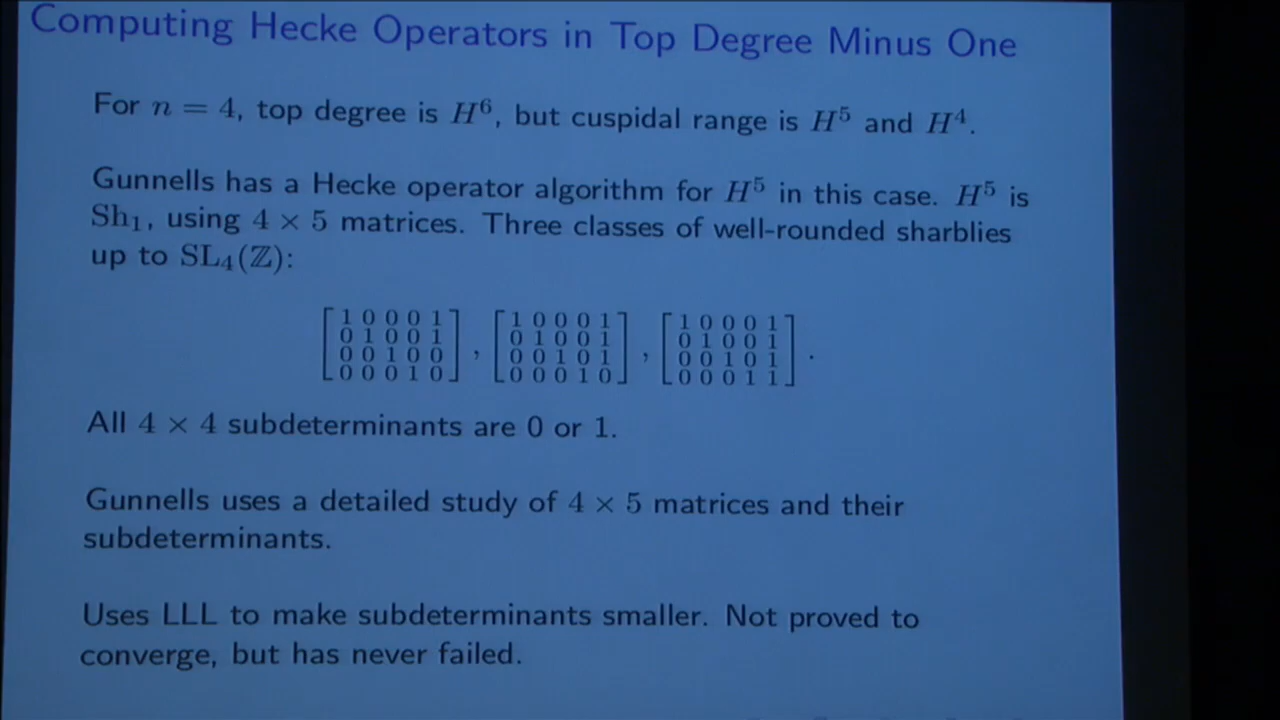 Computing Hecke Operators in Top Degree Minus One
For n = 4, top degree is H⁶, but cuspidal range is H⁵ and H⁴.
Gunnells has a Hecke operator algorithm for H⁵ in this case. H⁵ is
Sh₁, using 4 × 5 matrices. Three classes of well-rounded sharblies
up to SL₄(ℤ):
[1 0 0 0 1] [1 0 0 0 1] [1 0 0 0 1]
[0 1 0 0 1] [0 1 0 0 1] [0 1 0 0 1]
[0 0 1 0 0] , [0 0 1 0 1] , [0 0 1 0 1] .
[0 0 0 1 0] [0 0 0 1 0] [0 0 0 1 1]
All 4 × 4 subdeterminants are 0 or 1.
Gunnells uses a detailed study of 4 × 5 matrices and their
subdeterminants.
Uses LLL to make subdeterminants smaller. Not proved to
converge, but has never failed.